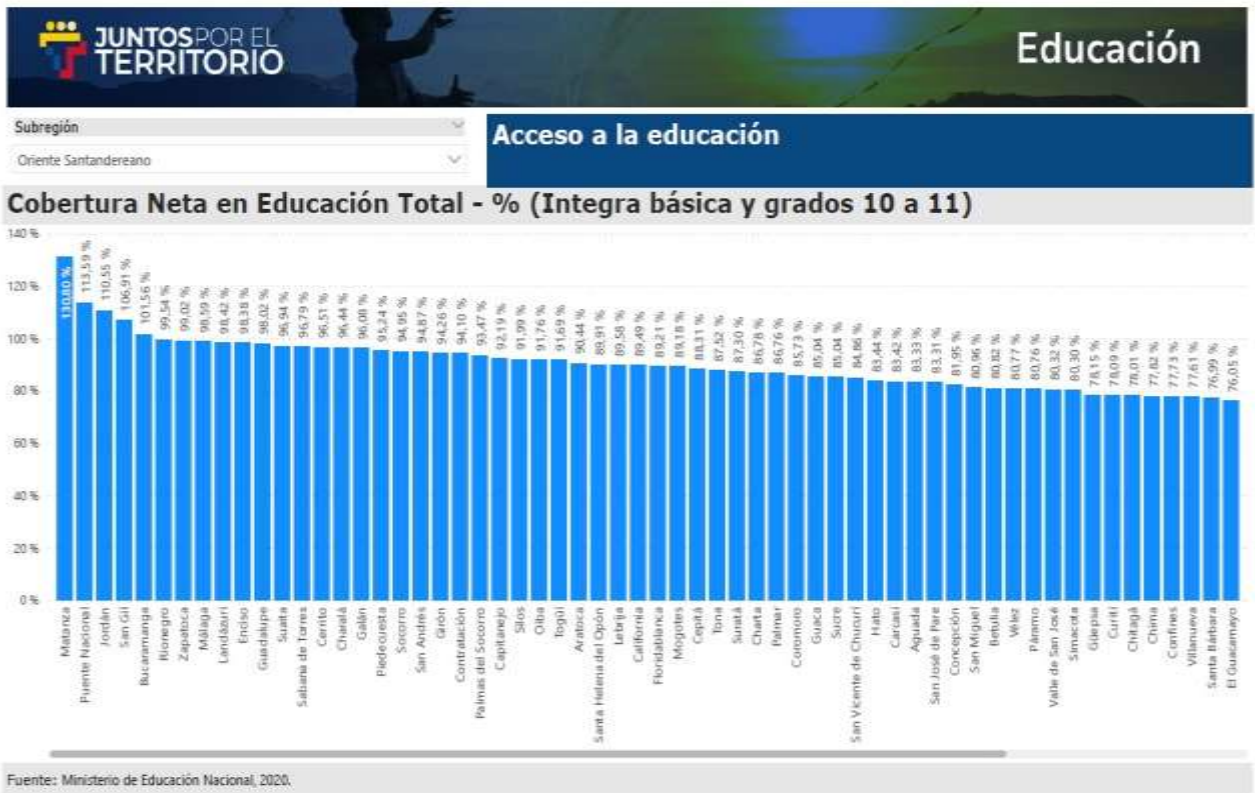 JUNTOS POR EL
TERRITORIO
Educación
Subregión
Oriente Santandereano
Acceso a la educación
Cobertura Neta en Educación Total - % (Integra básica y grados 10 a 11)
140 %
120 %
100 %
80 %
60 %
40 %
20 %
0 %
130,80 %
113,59 %
110,55 %
106,91 %
101,56 %
99,54 %
99,02 %
98,59 %
98,42 %
98,38 %
98,02 %
96,94 %
96,79 %
96,51 %
96,44 %
96,08 %
95,24 %
94,95 %
94,87 %
94,26 %
94,10 %
93,47 %
92,19 %
91,99 %
91,76 %
91,69 %
90,44 %
89,91 %
89,58 %
89,49 %
89,21 %
89,18 %
88,31 %
87,52 %
87,30 %
86,78 %
86,76 %
85,73 %
85,04 %
85,04 %
84,86 %
83,44 %
83,42 %
83,33 %
83,31 %
81,95 %
80,96 %
80,82 %
80,77 %
80,76 %
80,32 %
80,30 %
78,15 %
78,09 %
78,01 %
77,82 %
77,73 %
77,61 %
76,99 %
76,05 %
Matanza
Puente Nacional
Jordán
San Gil
Bucaramanga
Rionegro
Zapatoca
Málaga
Landázuri
Enciso
Guadalupe
Suaita
Sabana de Torres
Cerrito
Charalá
Galán
Piedecuesta
Socorro
San Andrés
Girón
Contratación
Palmas del Socorro
Capitanejo
Silos
Oiba
Togüí
Aratoca
Santa Helena del Opón
Lebrija
California
Floridablanca
Mogotes
Cepitá
Tona
Suratá
Charta
Palmar
Coromoro
Guaca
Sucre
San Vicente de Chucurí
Hato
Carcasí
Aguada
San José de Pare
Concepción
San Miguel
Betulia
Vélez
Páramo
Valle de San José
Simacota
Güepsa
Curití
Chitagá
Chima
Confines
Villanueva
Santa Bárbara
El Guacamayo
Fuente: Ministerio de Educación Nacional, 2020.